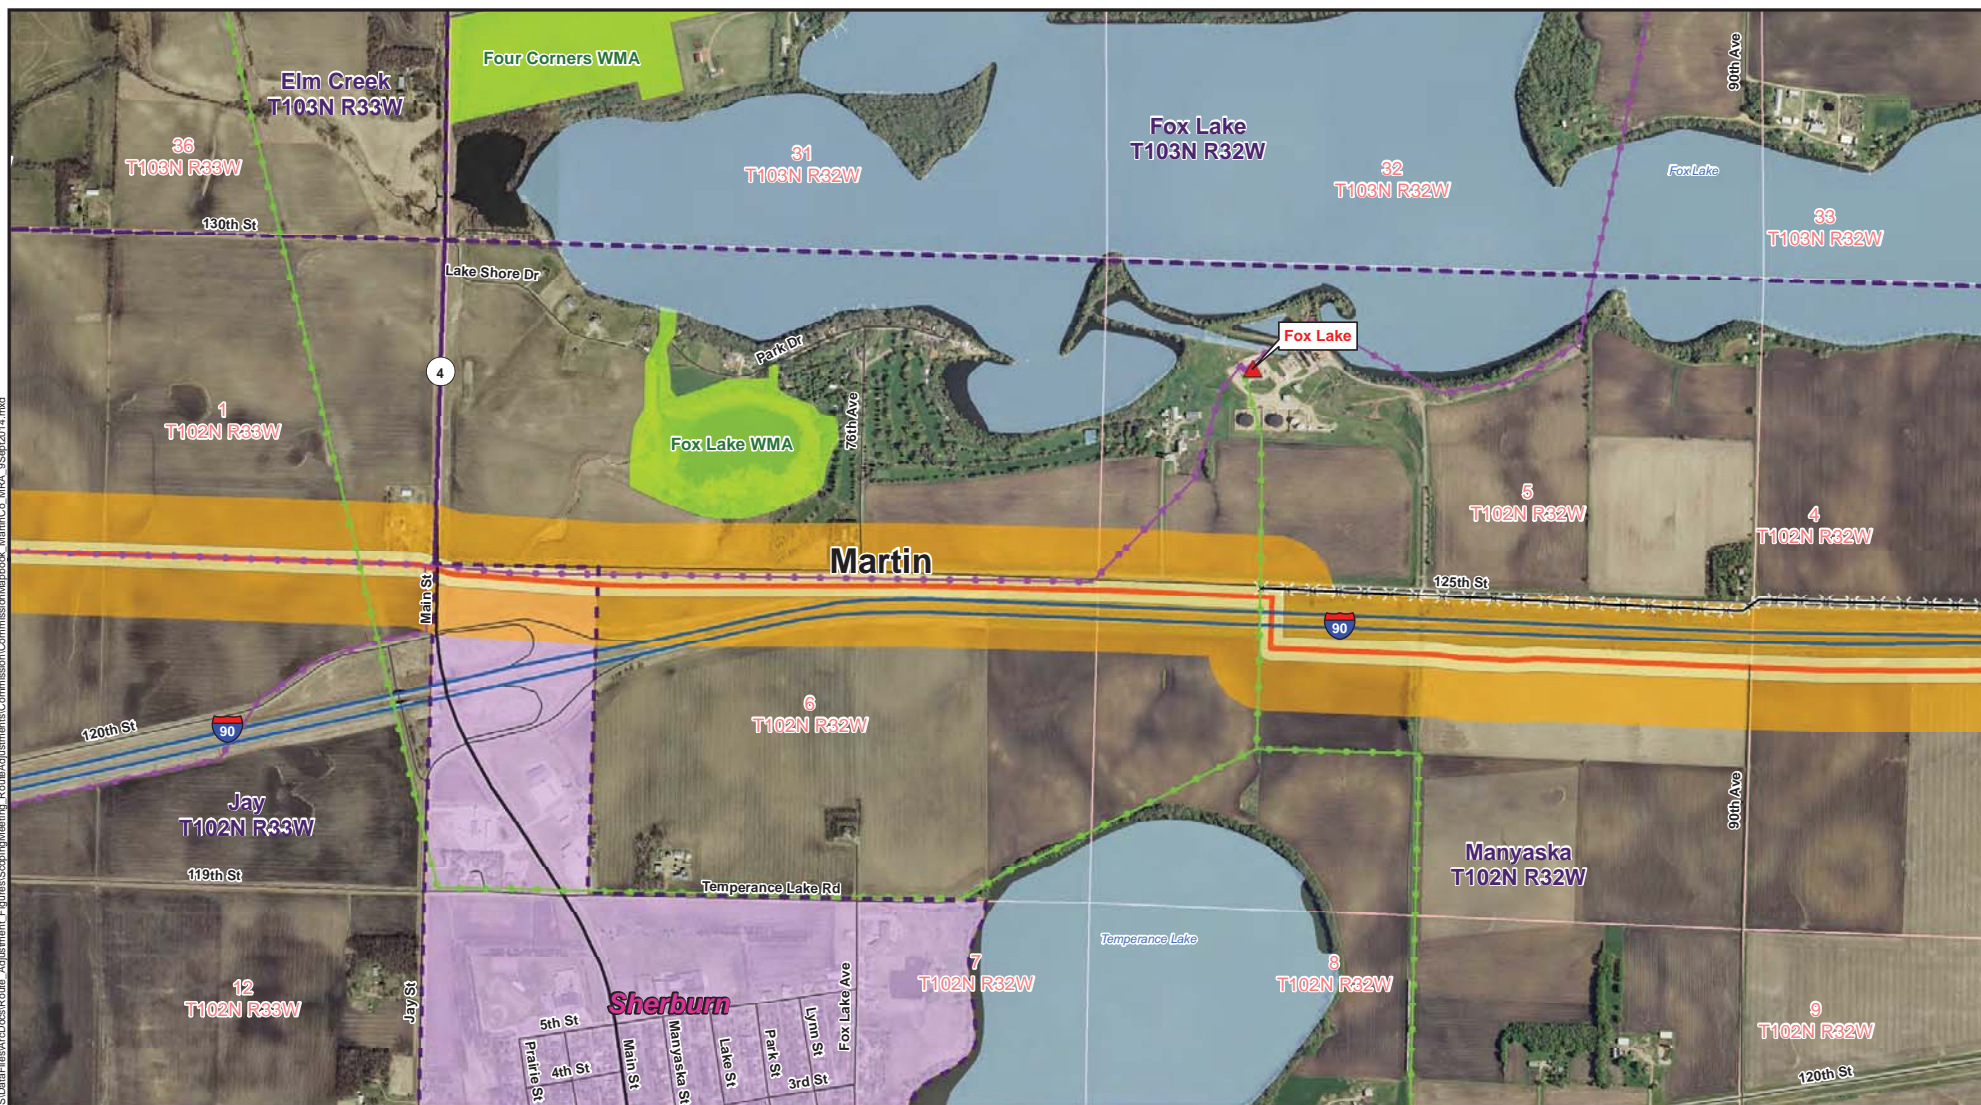 Four Corners WMA
90th Ave
Elm Creek
T103N R33W
Fox Lake
T103N R32W
36
T103N R33W
31
T103N R32W
32
T103N R32W
Fox Lake
33
T103N R32W
130th St
Lake Shore Dr
Fox Lake
Park Dr
4
1
T102N R33W
76th Ave
Fox Lake WMA
5
T102N R32W
4
T102N R32W
Martin
125th St
Main St
90
6
T102N R32W
120th St
90
Jay
T102N R33W
90th Ave
Manyaska
T102N R32W
119th St
Temperance Lake Rd
Temperance Lake
7
T102N R32W
8
T102N R32W
12
T102N R33W
Jay St
Sherburn
Fox Lake Ave
9
T102N R32W
5th St
Lynn St
Prairie St
Main St
Manyaska St
Lake St
Park St
4th St
3rd St
120th St